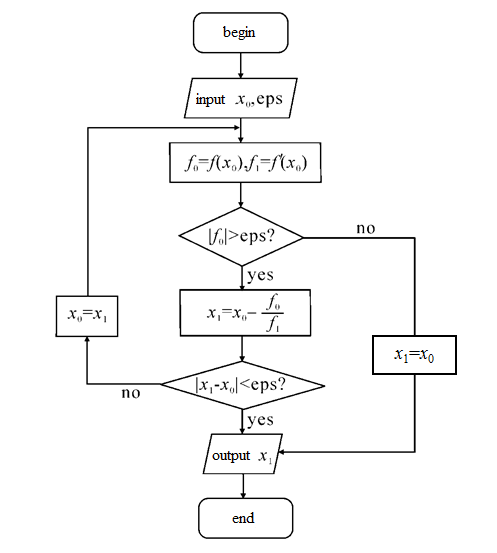 begin
input x₀,eps
f₀=f(x₀),f₁=f′(x₀)
|f₀|>eps?
no
yes
x₁=x₀-f₀/f₁
x₀=x₁
x₁=x₀
|x₁-x₀|<eps?
no
yes
output x₁
end